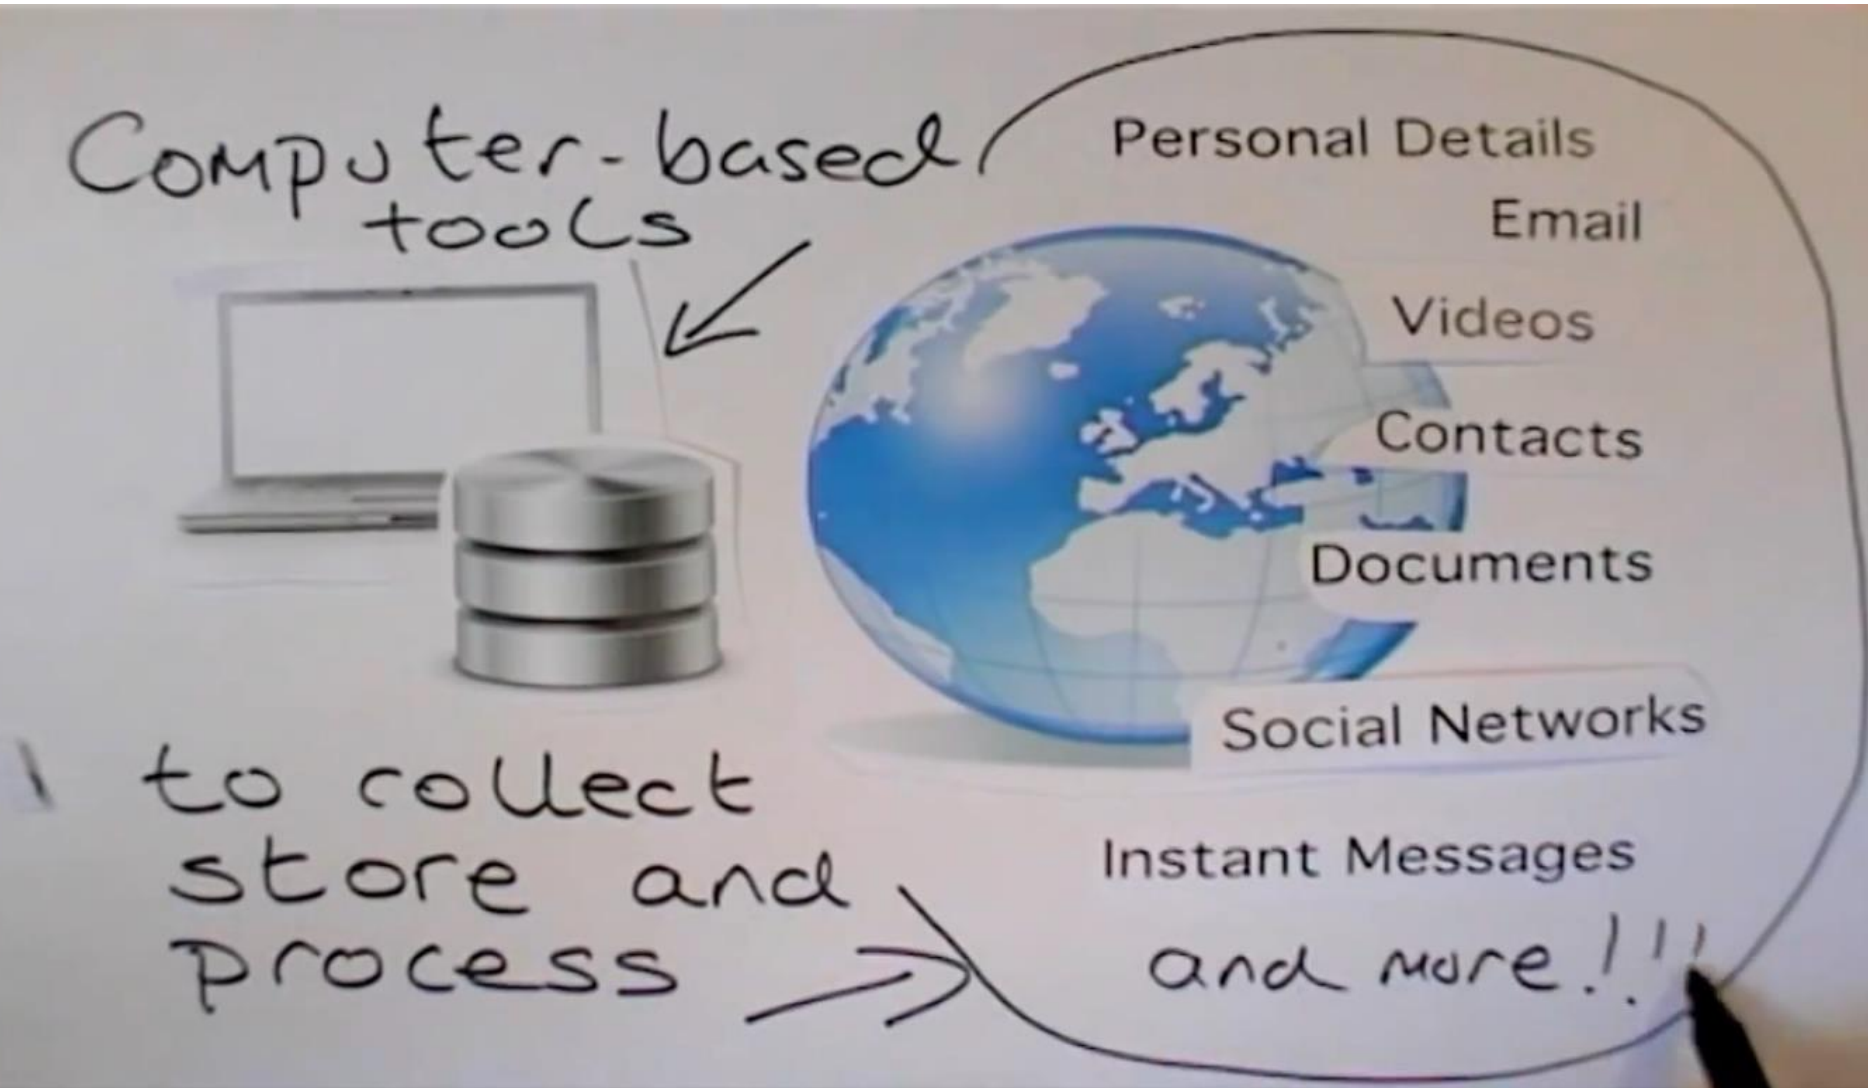 Computer-based
tools
to collect
store and
process
Personal Details
Email
Videos
Contacts
Documents
Social Networks
Instant Messages
and more!!!